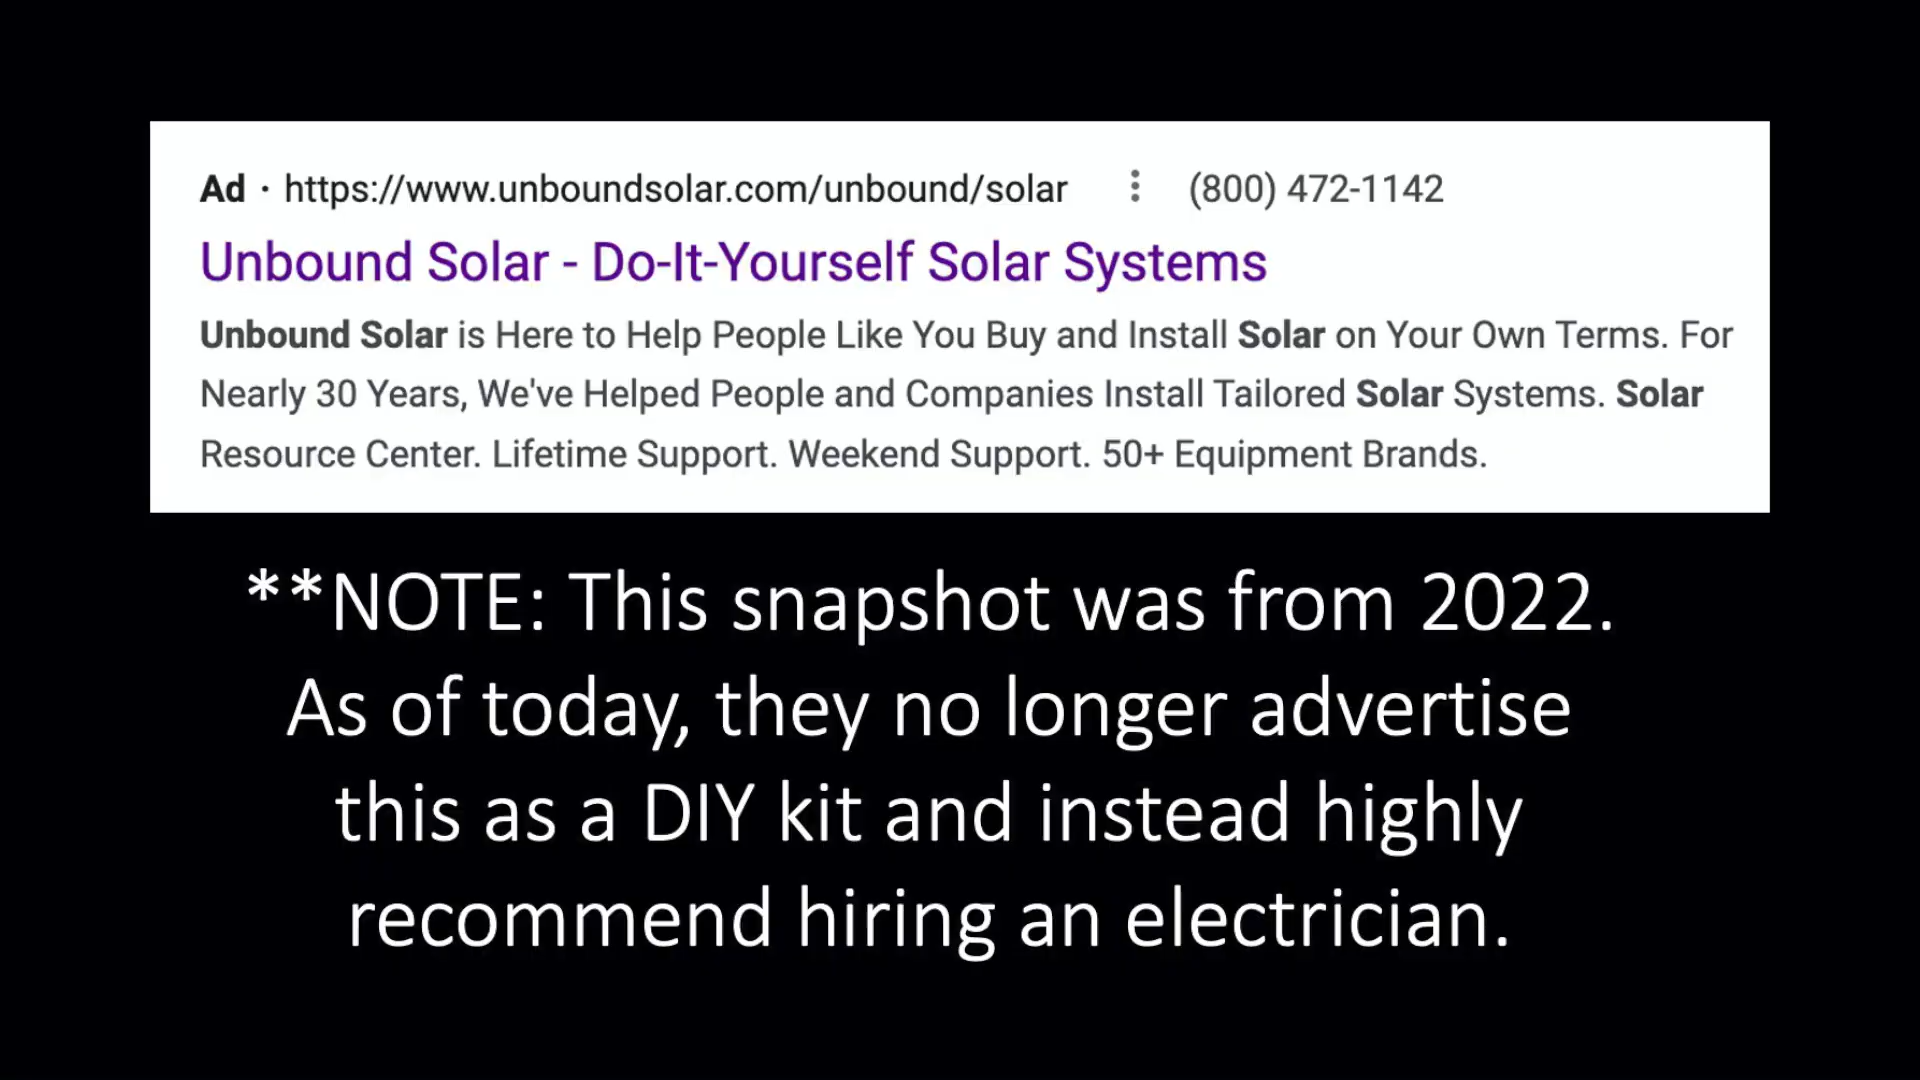 Ad · https://www.unboundsolar.com/unbound/solar ⋮ (800) 472-1142
Unbound Solar - Do-It-Yourself Solar Systems
Unbound Solar is Here to Help People Like You Buy and Install Solar on Your Own Terms. For
Nearly 30 Years, We've Helped People and Companies Install Tailored Solar Systems. Solar
Resource Center. Lifetime Support. Weekend Support. 50+ Equipment Brands.
**NOTE: This snapshot was from 2022.
As of today, they no longer advertise
this as a DIY kit and instead highly
recommend hiring an electrician.